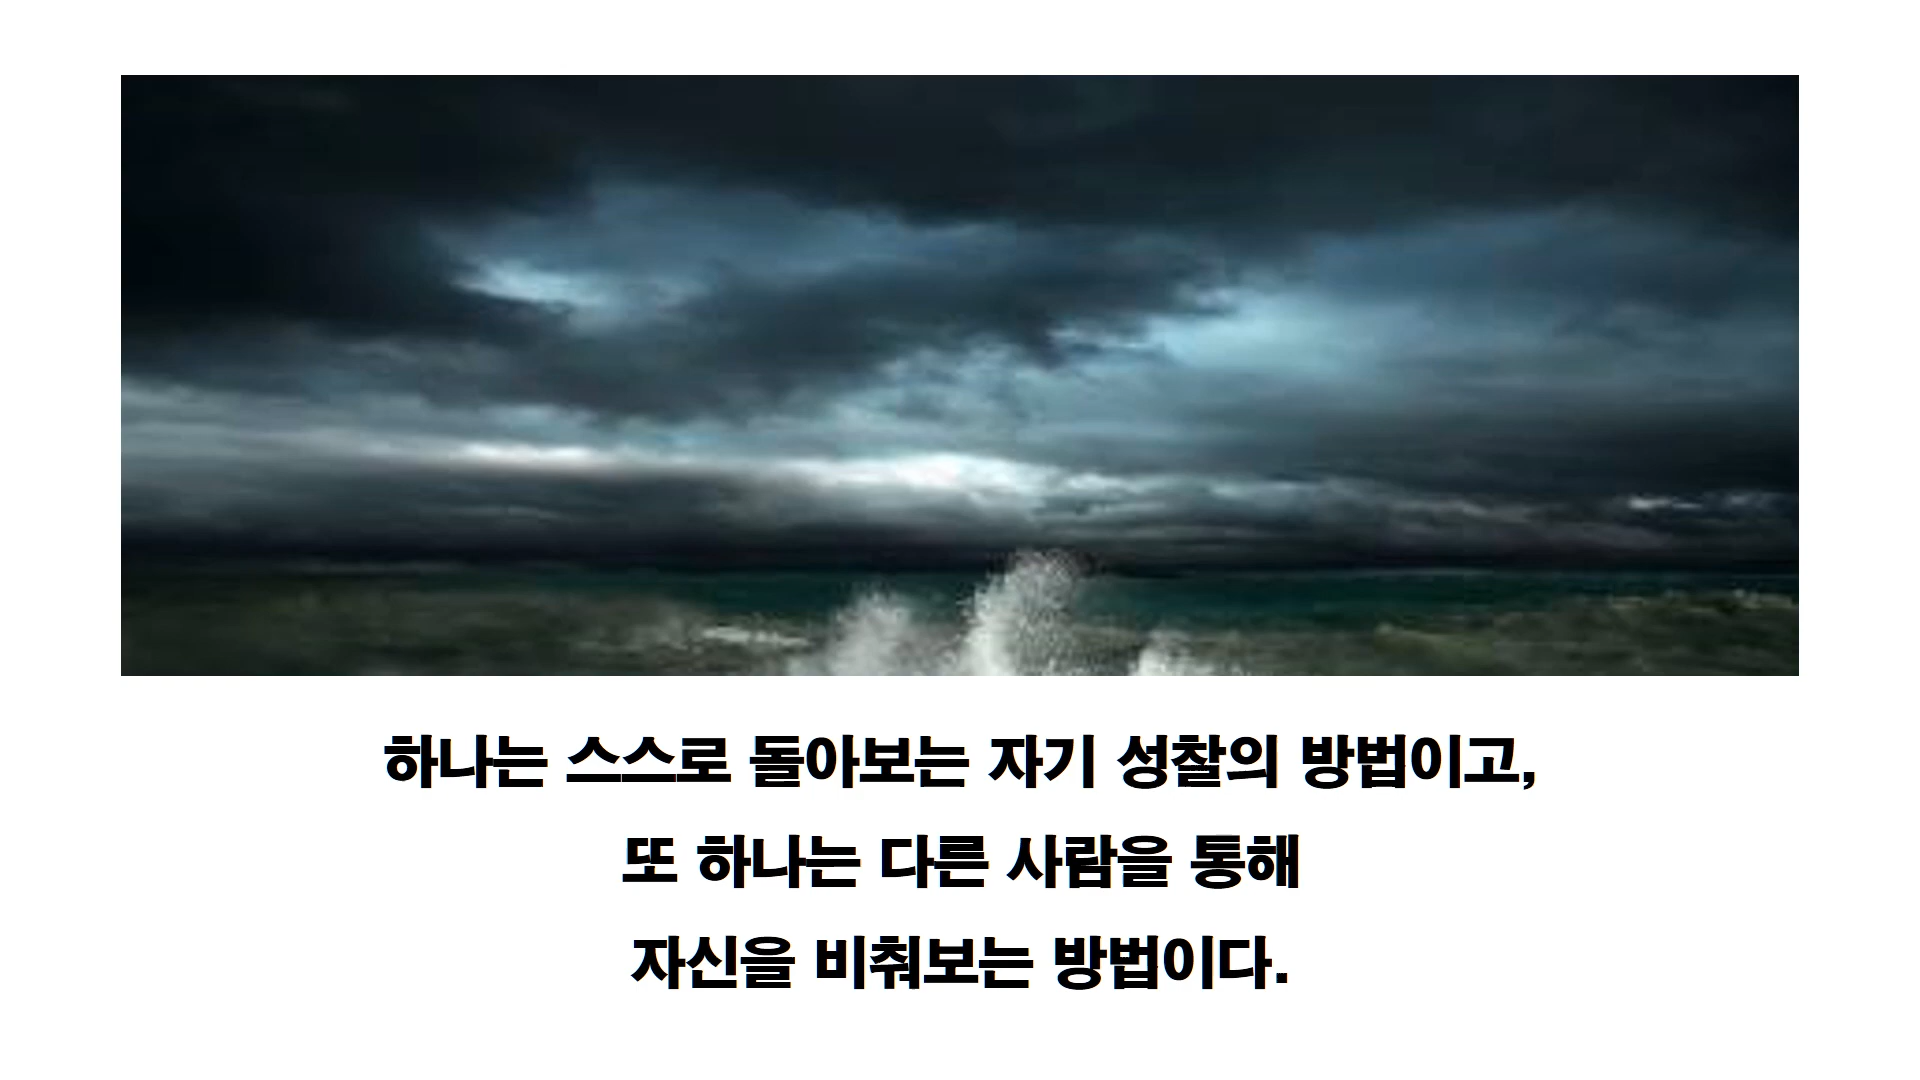 하나는 스스로 돌아보는 자기 성찰의 방법이고,
또 하나는 다른 사람을 통해
자신을 비춰보는 방법이다.